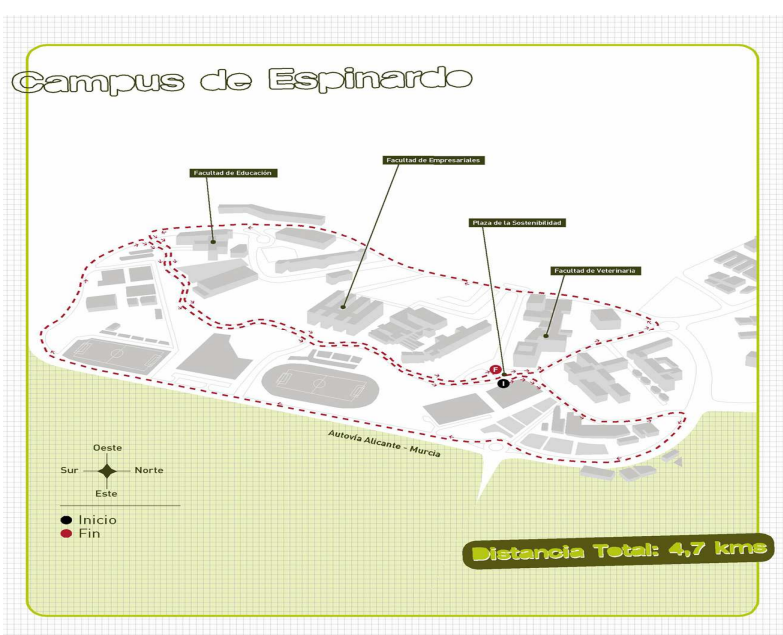 Campus de Espinardo
Facultad de Empresariales
Facultad de Educación
Plaza de la Sostenibilidad
Facultad de Veterinaria
F
I
Autovía Alicante - Murcia
Oeste
Sur
Norte
Este
Inicio
Fin
Distancia Total: 4,7 kms